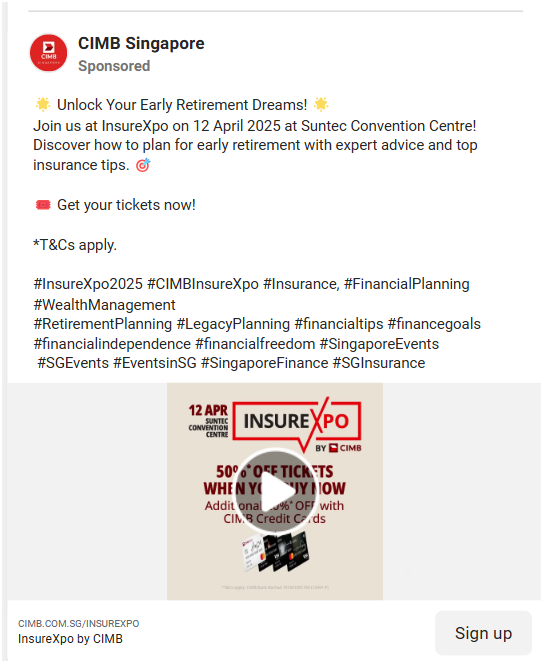 CIMB Singapore
Sponsored
🌟 Unlock Your Early Retirement Dreams! 🌟
Join us at InsureXpo on 12 April 2025 at Suntec Convention Centre!
Discover how to plan for early retirement with expert advice and top
insurance tips. 🎯
🎟️ Get your tickets now!
*T&Cs apply.
#InsureXpo2025 #CIMBInsureXpo #Insurance, #FinancialPlanning
#WealthManagement
#RetirementPlanning #LegacyPlanning #financialtips #financegoals
#financialindependence #financialfreedom #SingaporeEvents
#SGEvents #EventsinSG #SingaporeFinance #SGInsurance
12 APR
SUNTEC
CONVENTION
CENTRE
INSUREXPO
BY CIMB
50%* OFF TICKETS
WHEN YOU BUY NOW
Additional 20%* OFF with
CIMB Credit Cards
CIMB.COM.SG/INSUREXPO
InsureXpo by CIMB
Sign up